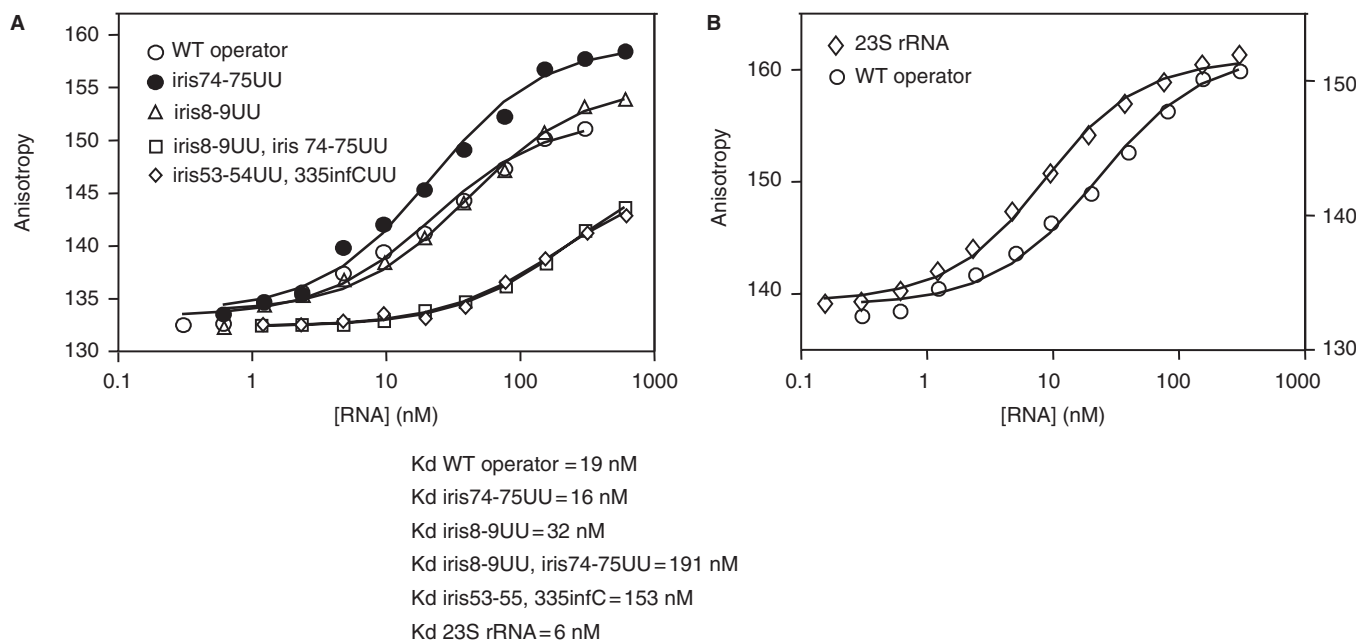 A
160
155
150
145
140
135
130
Anisotropy
WT operator
iris74-75UU
iris8-9UU
iris8-9UU, iris 74-75UU
iris53-54UU, 335infCUU
0.1 1 10 100 1000
[RNA] (nM)
B
160
150
140
Anisotropy
23S rRNA
WT operator
150
140
130
0.1 1 10 100 1000
[RNA] (nM)
Kd WT operator = 19 nM
Kd iris74-75UU = 16 nM
Kd iris8-9UU = 32 nM
Kd iris8-9UU, iris74-75UU = 191 nM
Kd iris53-55, 335infC = 153 nM
Kd 23S rRNA = 6 nM